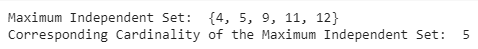 Maximum Independent Set:  {4, 5, 9, 11, 12}
Corresponding Cardinality of the Maximum Independent Set:  5